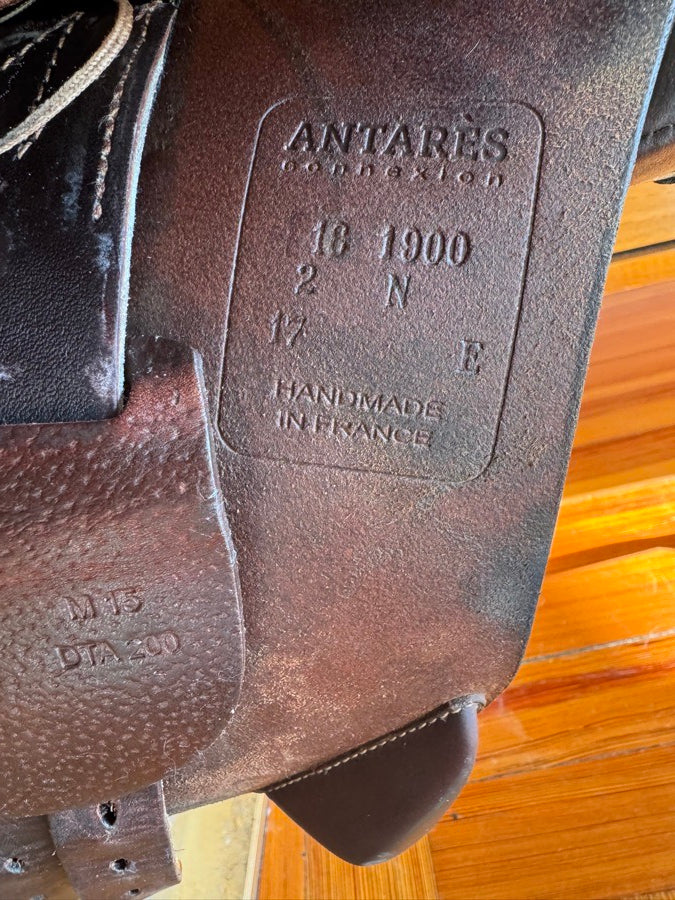 ANTARÈS
connexion
16 1900
2 N
17 E
HANDMADE
IN FRANCE
M 15
DTA 200